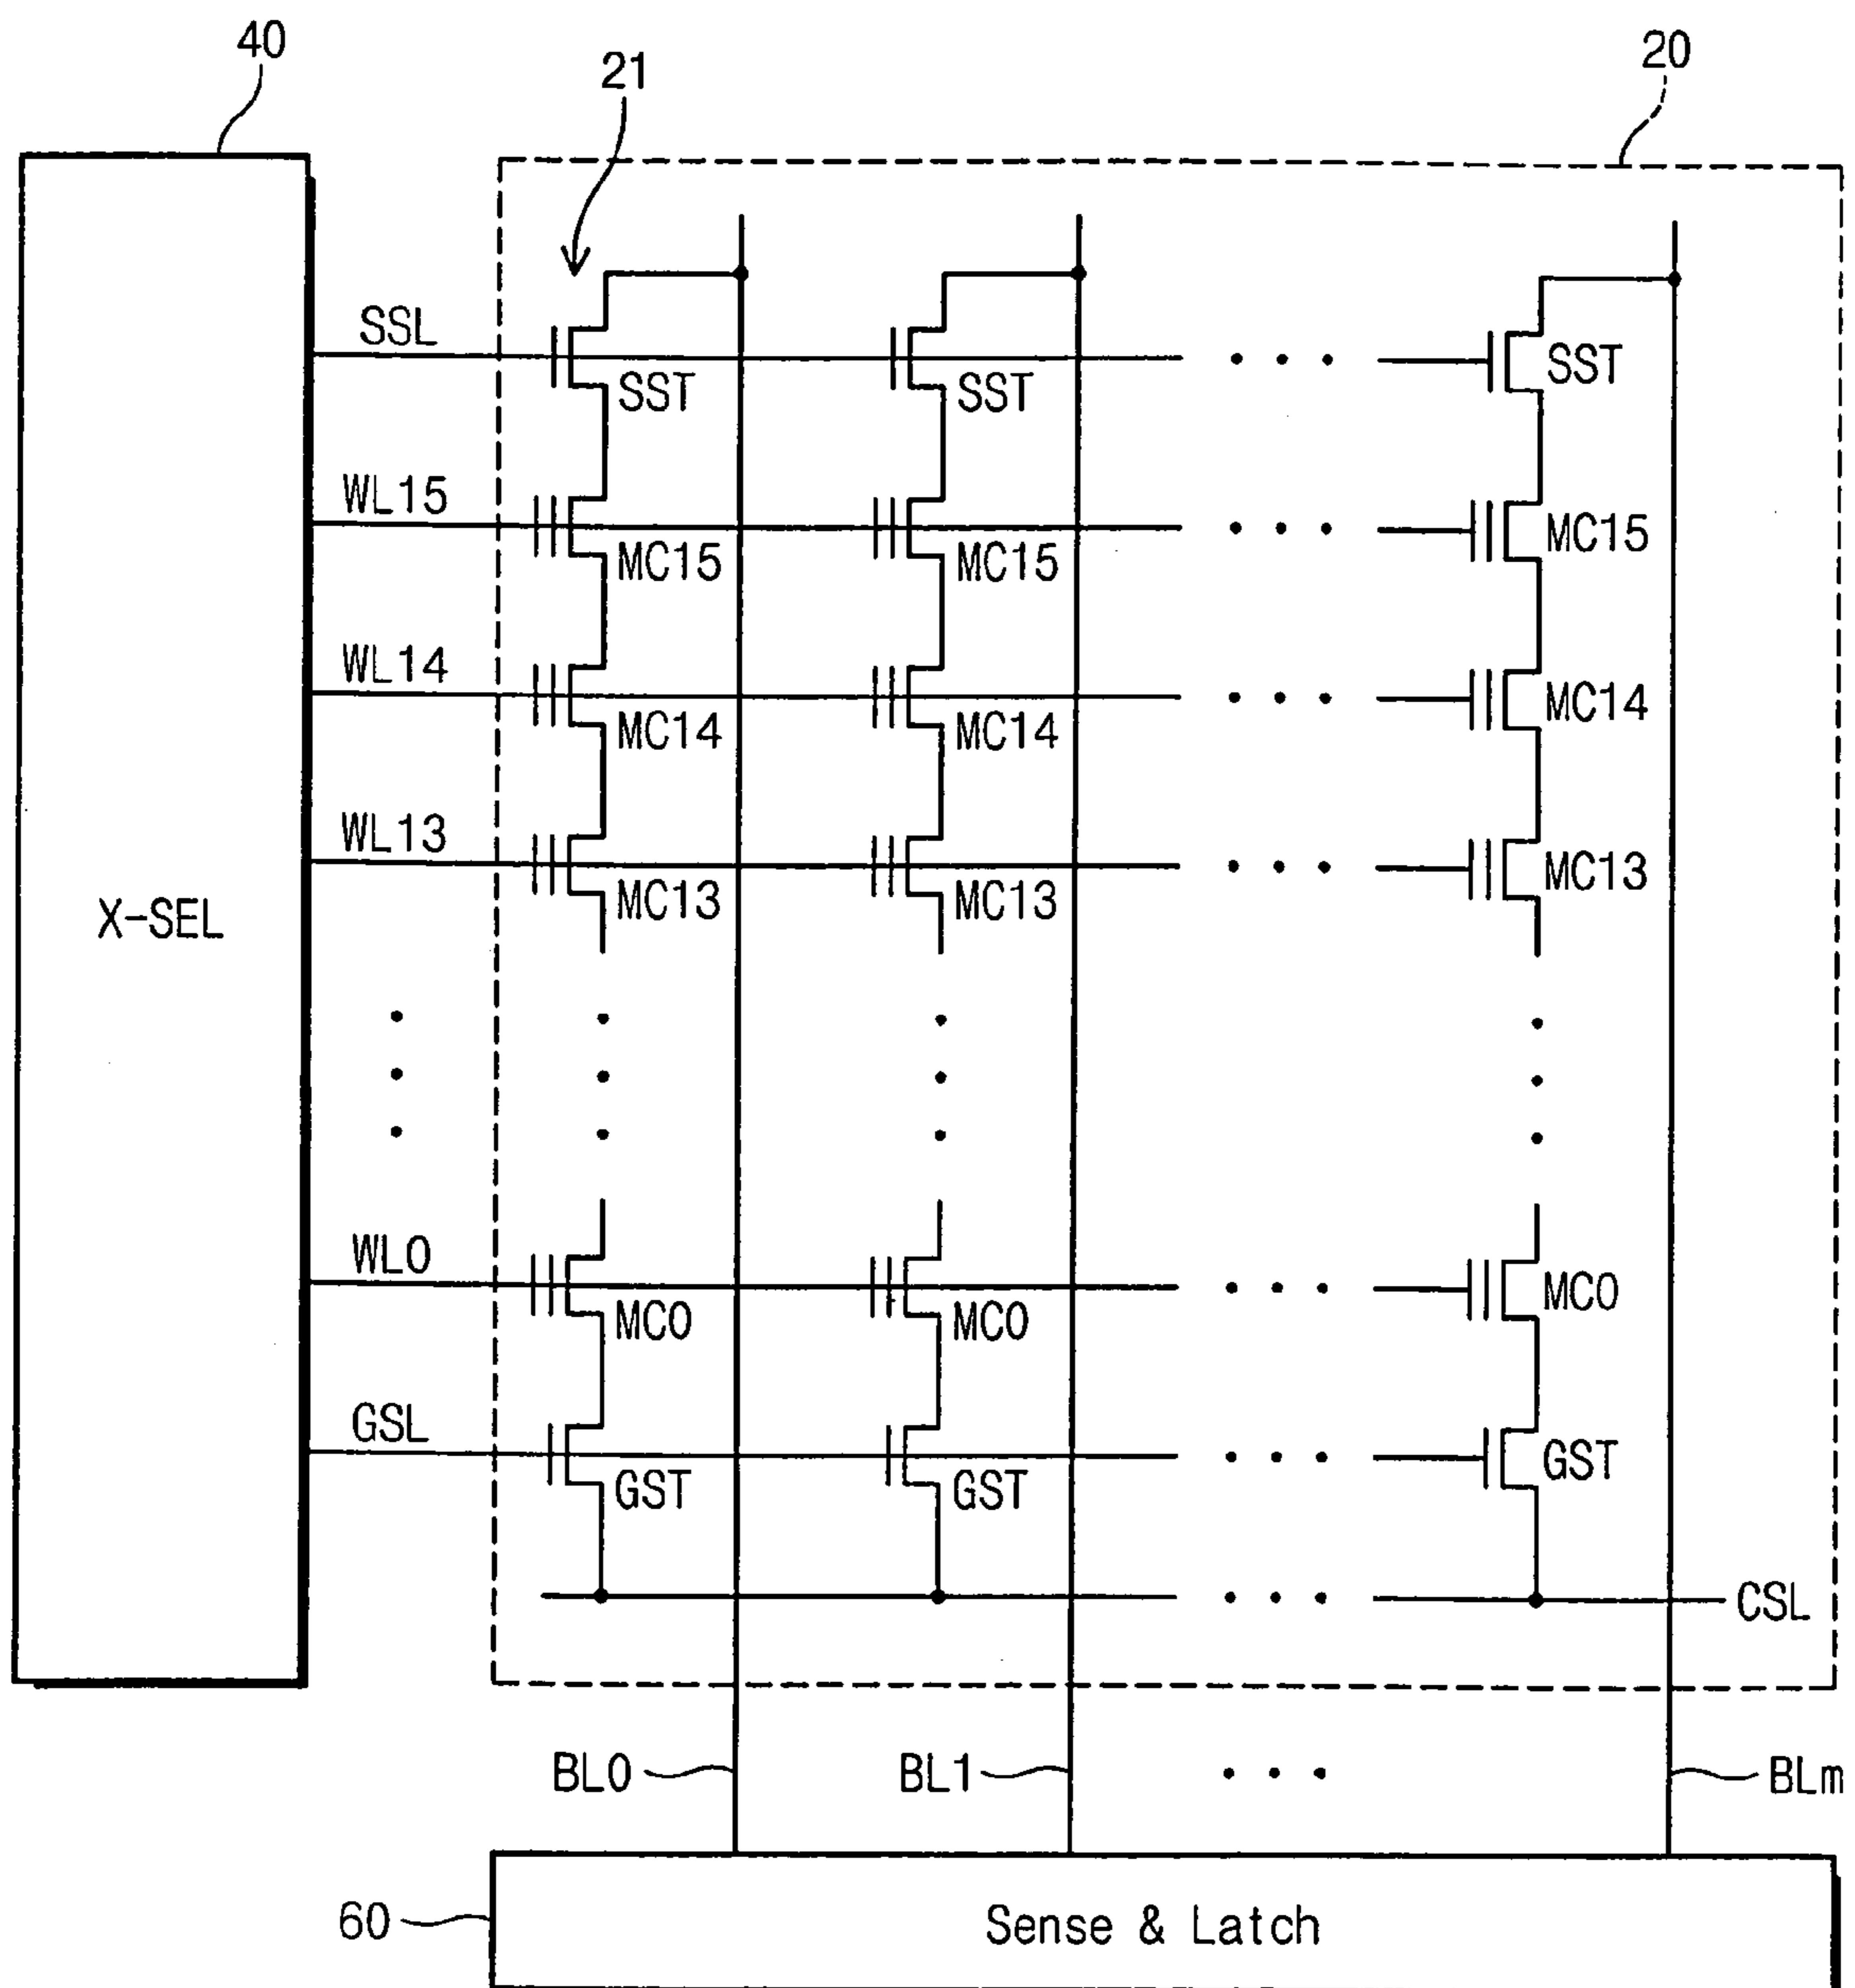 40
21
20
SSL
SST SST SST
WL15
MC15 MC15 MC15
WL14
MC14 MC14 MC14
WL13
MC13 MC13 MC13
X-SEL
WL0
MC0 MC0 MC0
GSL
GST GST GST
CSL
BL0 BL1 BLm
60
Sense & Latch